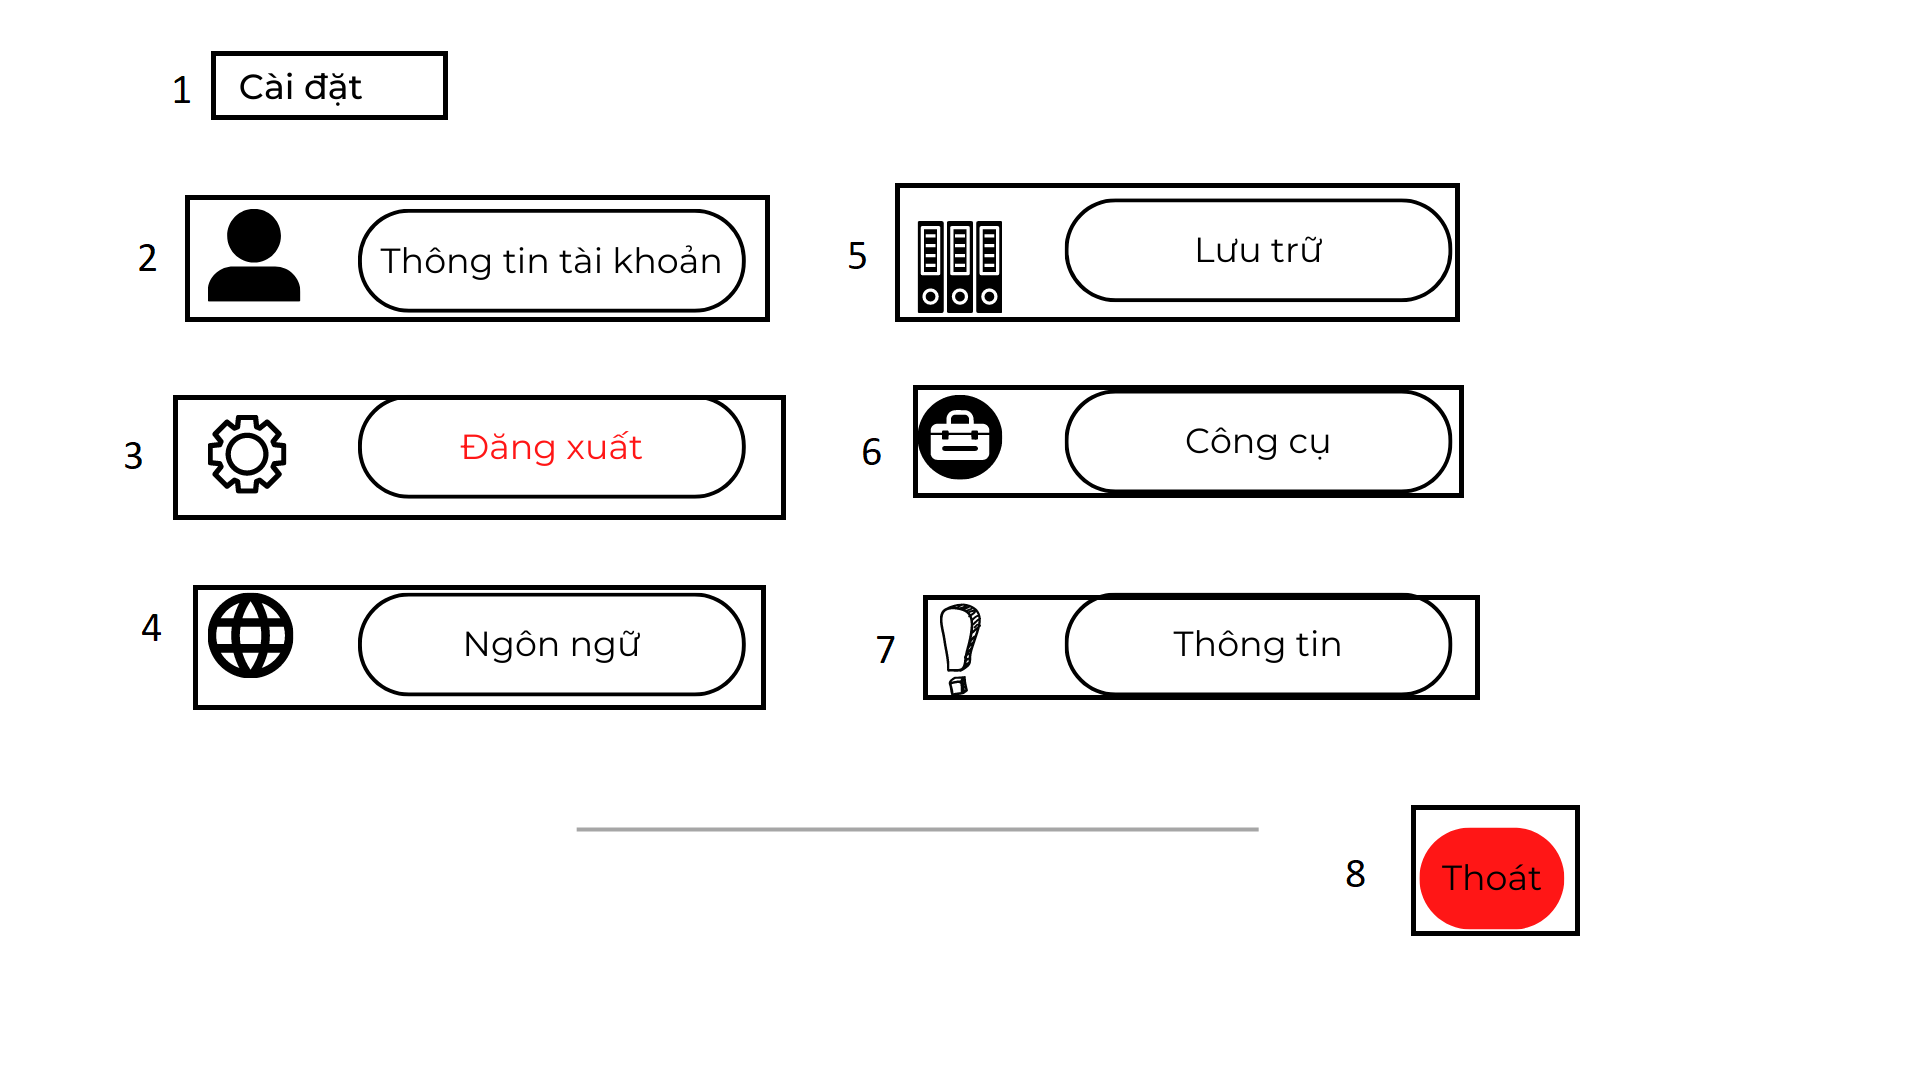 1 Cài đặt
2 Thông tin tài khoản
3 Đăng xuất
4 Ngôn ngữ
5 Lưu trữ
6 Công cụ
7 Thông tin
8 Thoát